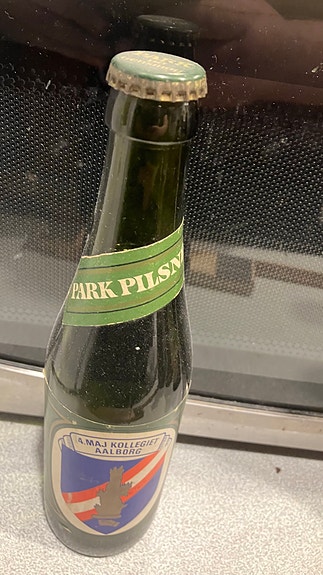 PARK PILSN
4. MAJ KOLLEGIET
AALBORG